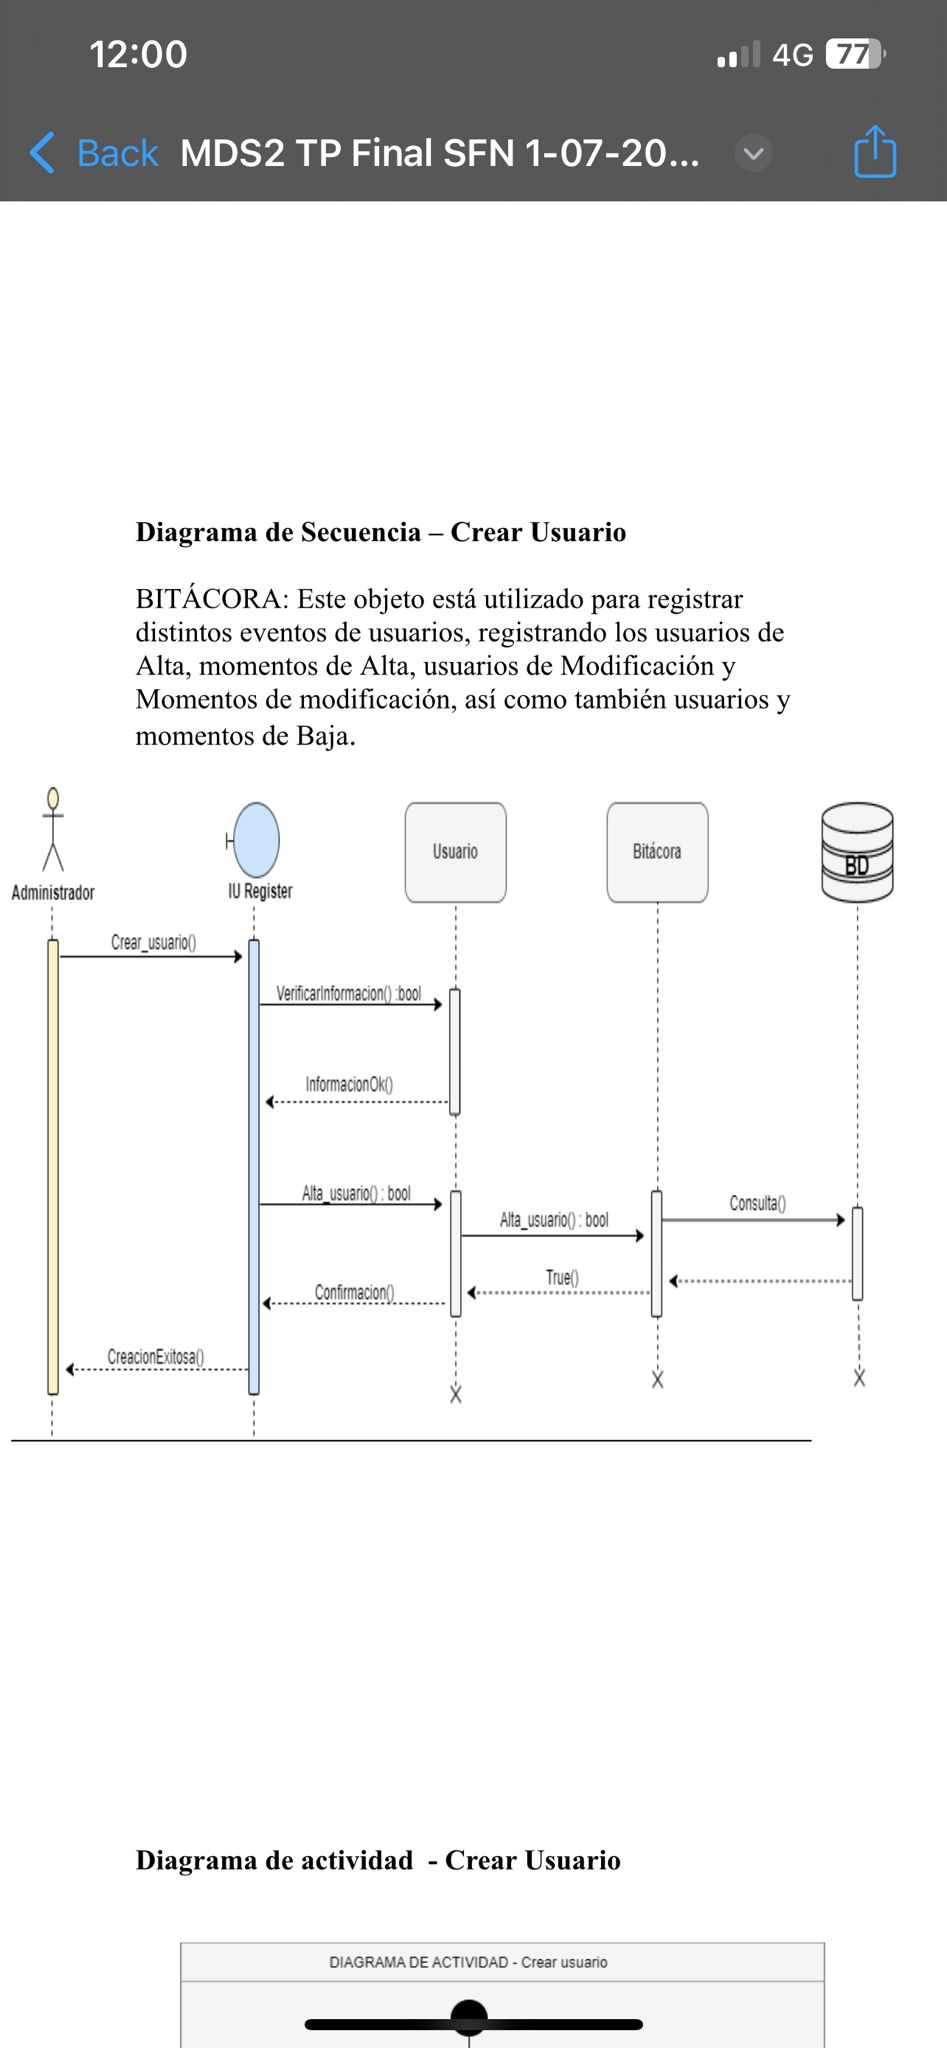 12:00
4G 77
Back MDS2 TP Final SFN 1-07-20...
Diagrama de Secuencia – Crear Usuario
BITÁCORA: Este objeto está utilizado para registrar
distintos eventos de usuarios, registrando los usuarios de
Alta, momentos de Alta, usuarios de Modificación y
Momentos de modificación, así como también usuarios y
momentos de Baja.
Usuario
Bitácora
BD
Administrador
IU Register
Crear_usuario()
VerificarInformacion() :bool
InformacionOk()
Alta_usuario() : bool
Consulta()
Alta_usuario() : bool
True()
Confirmacion()
CreacionExitosa()
X
X
X
Diagrama de actividad - Crear Usuario
DIAGRAMA DE ACTIVIDAD - Crear usuario